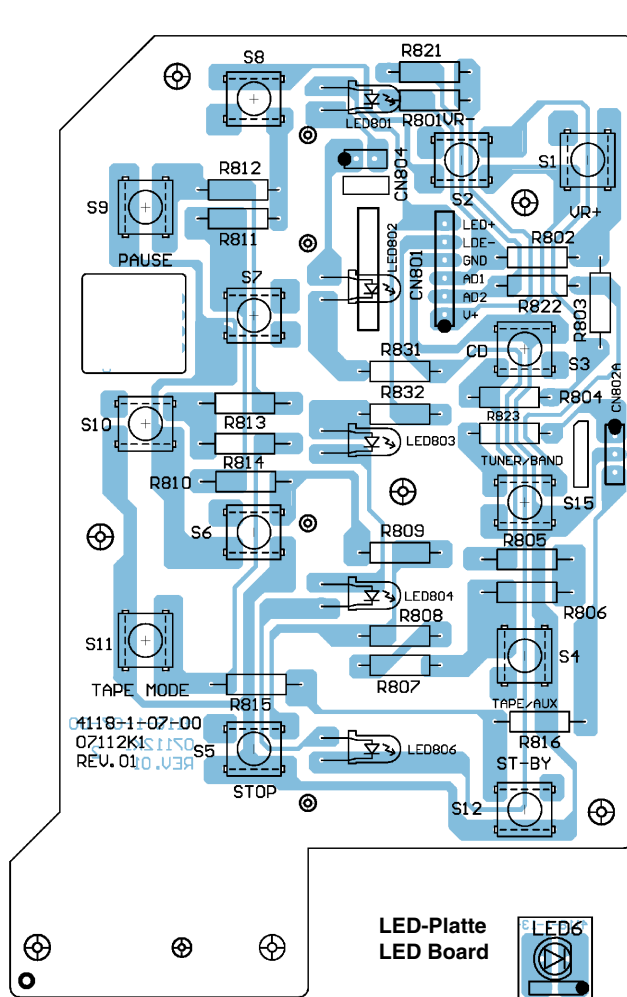 R821
S8
LED801
R801
VR-
S1
CN804
R812
S2
S9
VR+
LED+
R811
LED802
CN801
LDE-
R802
PAUSE
GND
S7
AD1
AD2
R822
R803
V+
R831
CD
S3
CN802A
R832
R804
S10
R813
R823
LED803
TUNER/BAND
R814
R810
S15
S6
R809
R805
LED804
R806
R808
S11
S4
R807
TAPE MODE
R815
TAPE/AUX
4118-1-07-00
07112K1
R816
REV.01
S5
LED806
ST-BY
STOP
S12
LED-Platte
LED Board
LED6